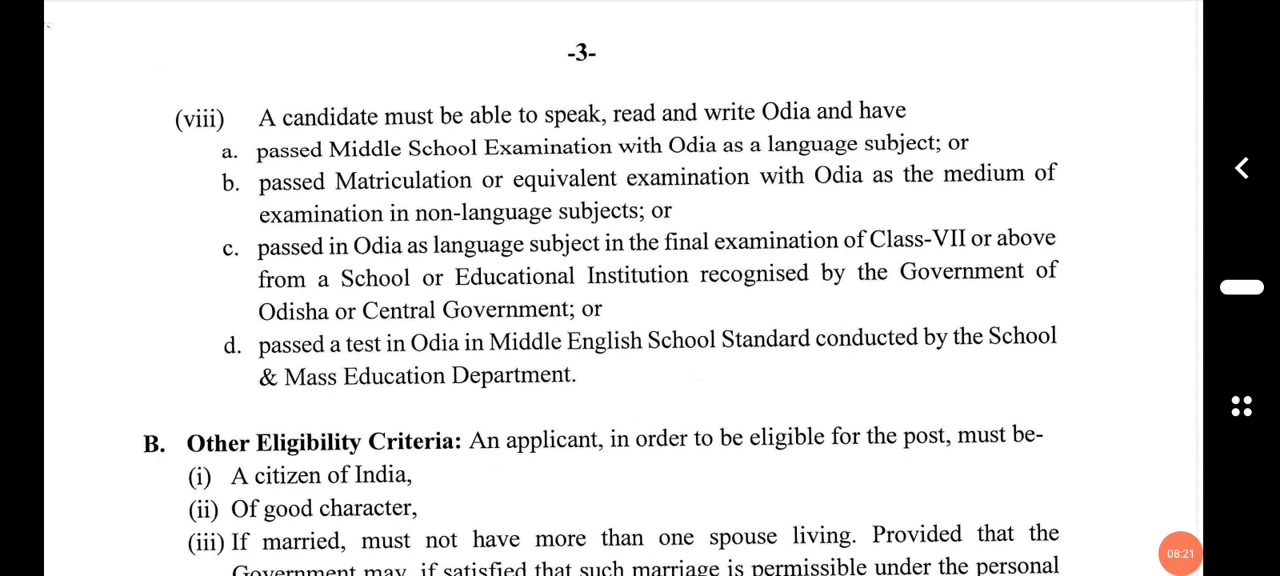 -3-
(viii) A candidate must be able to speak, read and write Odia and have
a. passed Middle School Examination with Odia as a language subject; or
b. passed Matriculation or equivalent examination with Odia as the medium of
examination in non-language subjects; or
c. passed in Odia as language subject in the final examination of Class-VII or above
from a School or Educational Institution recognised by the Government of
Odisha or Central Government; or
d. passed a test in Odia in Middle English School Standard conducted by the School
& Mass Education Department.
B. Other Eligibility Criteria: An applicant, in order to be eligible for the post, must be-
(i) A citizen of India,
(ii) Of good character,
(iii) If married, must not have more than one spouse living. Provided that the
Government may, if satisfied that such marriage is permissible under the personal
08:21